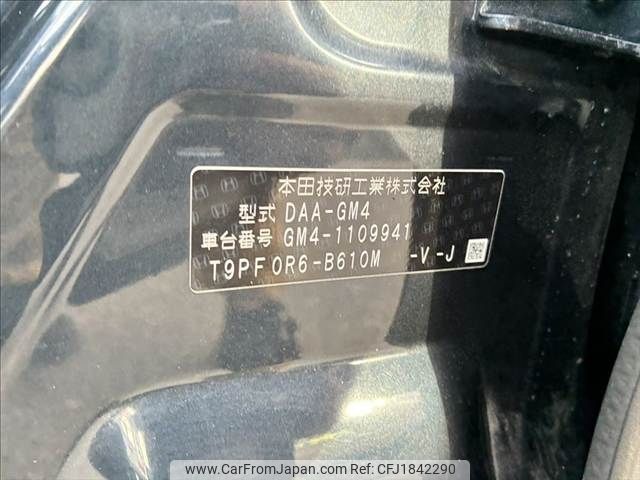 本田技研工業株式会社
型式 DAA-GM4
車台番号 GM4-1109941
T9PF 0R6-B610M -V -J
www.CarFromJapan.com Ref: CFJ1842290